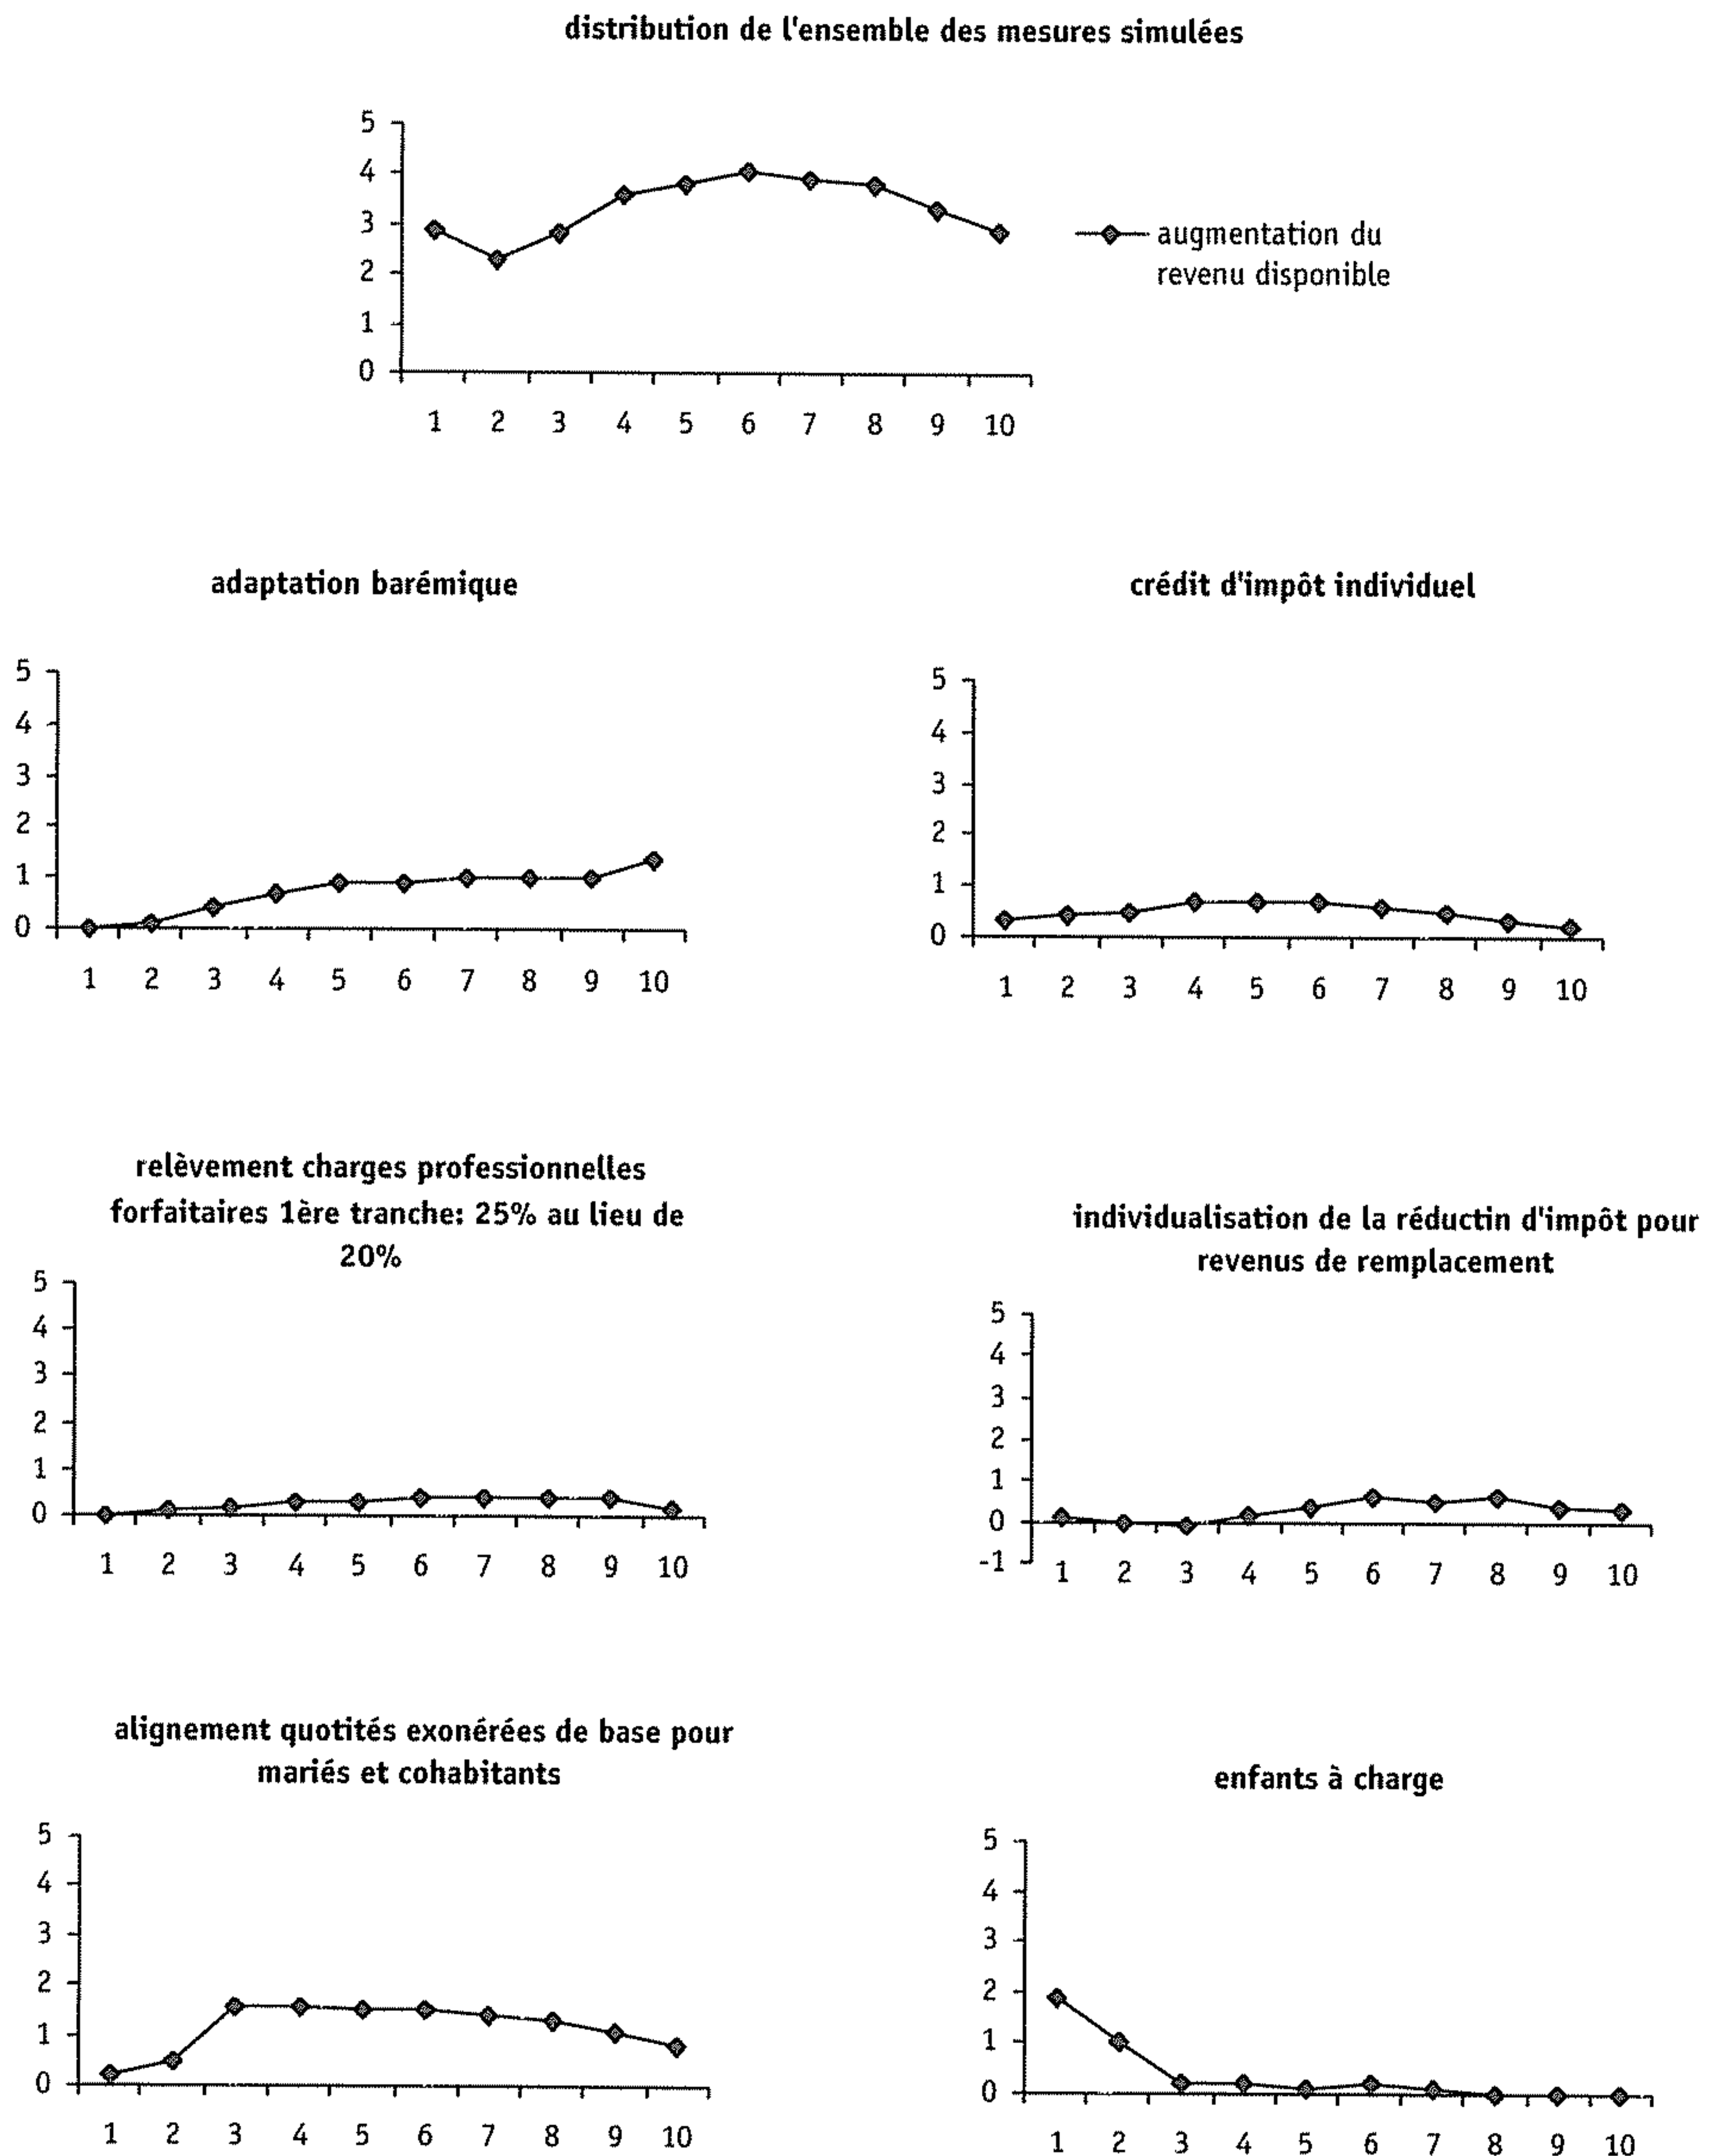 distribution de l'ensemble des mesures simulées
5
4
3
2
1
0
1 2 3 4 5 6 7 8 9 10
augmentation du
revenu disponible
adaptation barémique
5
4
3
2
1
0
1 2 3 4 5 6 7 8 9 10
crédit d'impôt individuel
5
4
3
2
1
0
1 2 3 4 5 6 7 8 9 10
relèvement charges professionnelles
forfaitaires 1ère tranche: 25% au lieu de
20%
5
4
3
2
1
0
1 2 3 4 5 6 7 8 9 10
individualisation de la réductin d'impôt pour
revenus de remplacement
5
4
3
2
1
0
-1
1 2 3 4 5 6 7 8 9 10
alignement quotités exonérées de base pour
mariés et cohabitants
5
4
3
2
1
0
1 2 3 4 5 6 7 8 9 10
enfants à charge
5
4
3
2
1
0
1 2 3 4 5 6 7 8 9 10